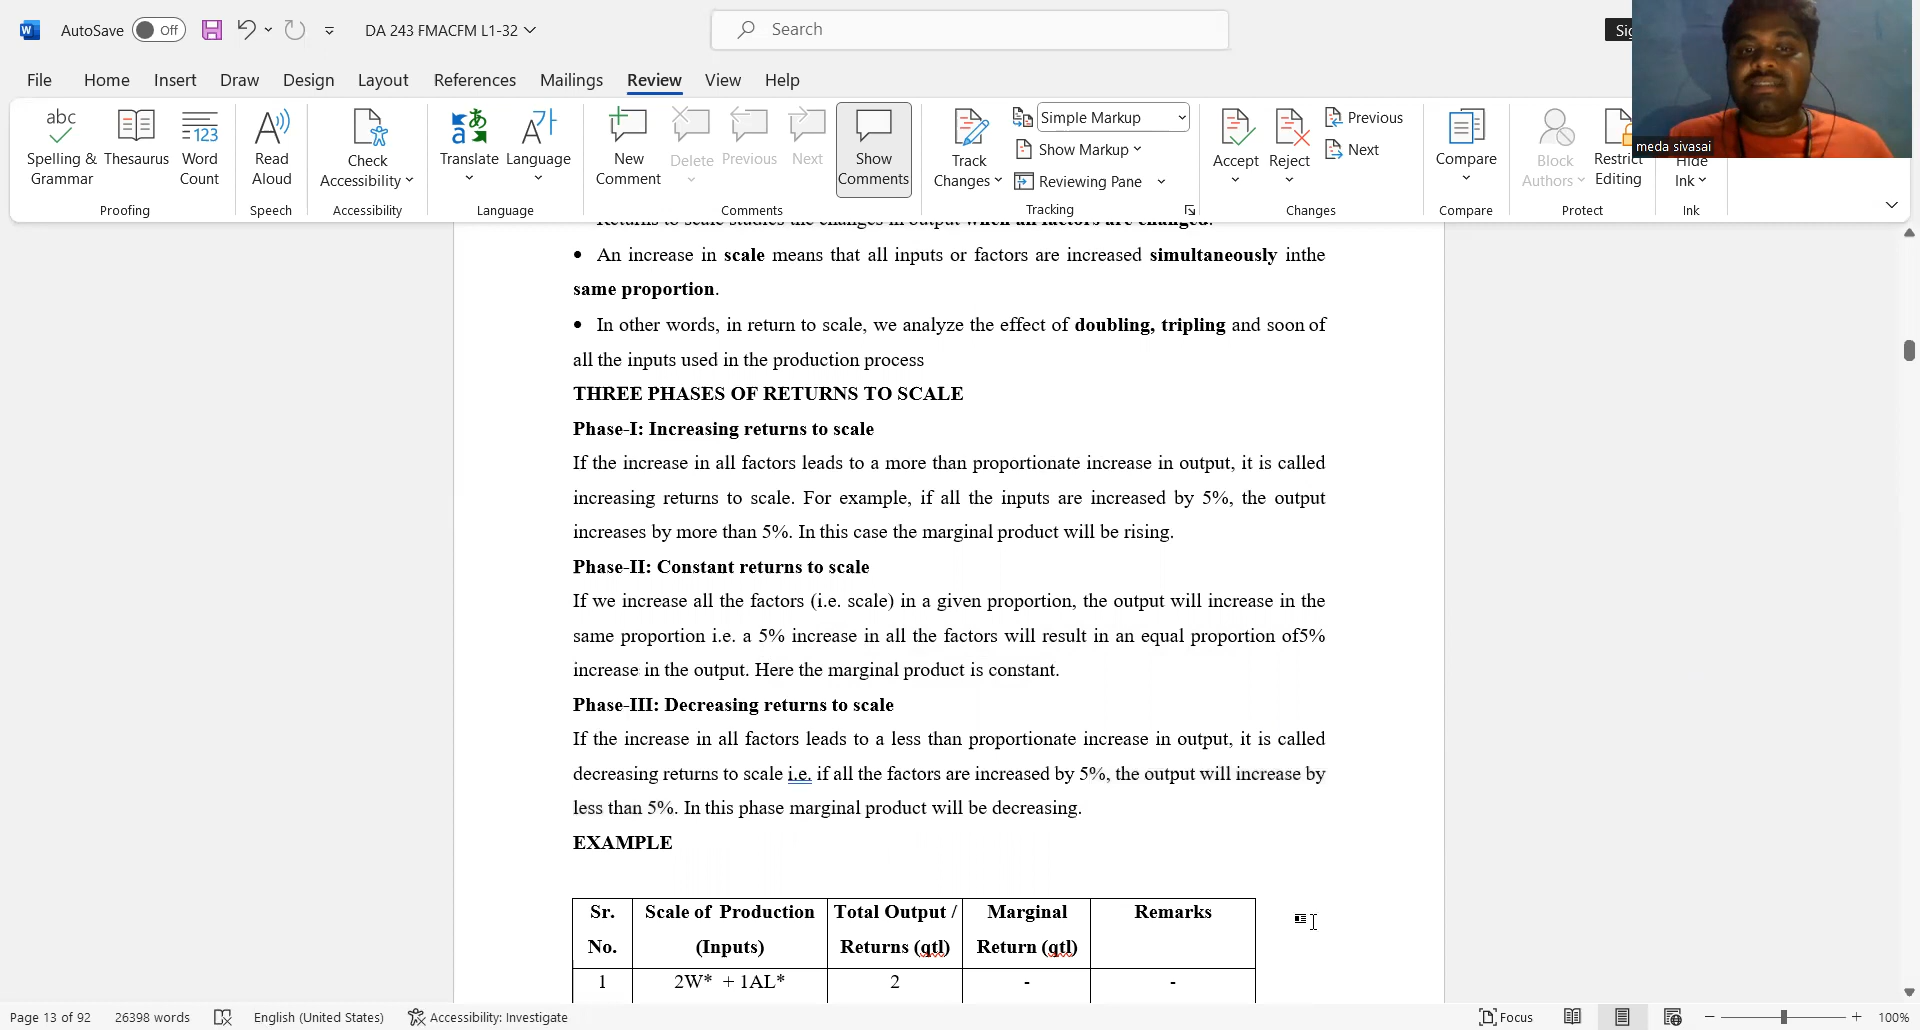 AutoSave Off DA 243 FMACFM L1-32 Search
File Home Insert Draw Design Layout References Mailings Review View Help
abc 123
Spelling & Grammar Thesaurus Word Count Read Aloud Check Accessibility Translate Language New Comment Delete Previous Next Show Comments Track Changes Simple Markup Show Markup Reviewing Pane Accept Reject Previous Next Compare Block Authors Restrict Editing Hide Ink
Proofing Speech Accessibility Language Comments Tracking Changes Compare Protect Ink
meda sivasai
Returns to scale studies the changes in output when all factors are changed.
• An increase in scale means that all inputs or factors are increased simultaneously inthe
same proportion.
• In other words, in return to scale, we analyze the effect of doubling, tripling and soon of
all the inputs used in the production process
THREE PHASES OF RETURNS TO SCALE
Phase-I: Increasing returns to scale
If the increase in all factors leads to a more than proportionate increase in output, it is called
increasing returns to scale. For example, if all the inputs are increased by 5%, the output
increases by more than 5%. In this case the marginal product will be rising.
Phase-II: Constant returns to scale
If we increase all the factors (i.e. scale) in a given proportion, the output will increase in the
same proportion i.e. a 5% increase in all the factors will result in an equal proportion of5%
increase in the output. Here the marginal product is constant.
Phase-III: Decreasing returns to scale
If the increase in all factors leads to a less than proportionate increase in output, it is called
decreasing returns to scale i.e. if all the factors are increased by 5%, the output will increase by
less than 5%. In this phase marginal product will be decreasing.
EXAMPLE
Sr. Scale of Production Total Output / Marginal Remarks
No. (Inputs) Returns (qtl) Return (qtl)
1 2W* + 1AL* 2 - -
Page 13 of 92 26398 words English (United States) Accessibility: Investigate Focus 100%